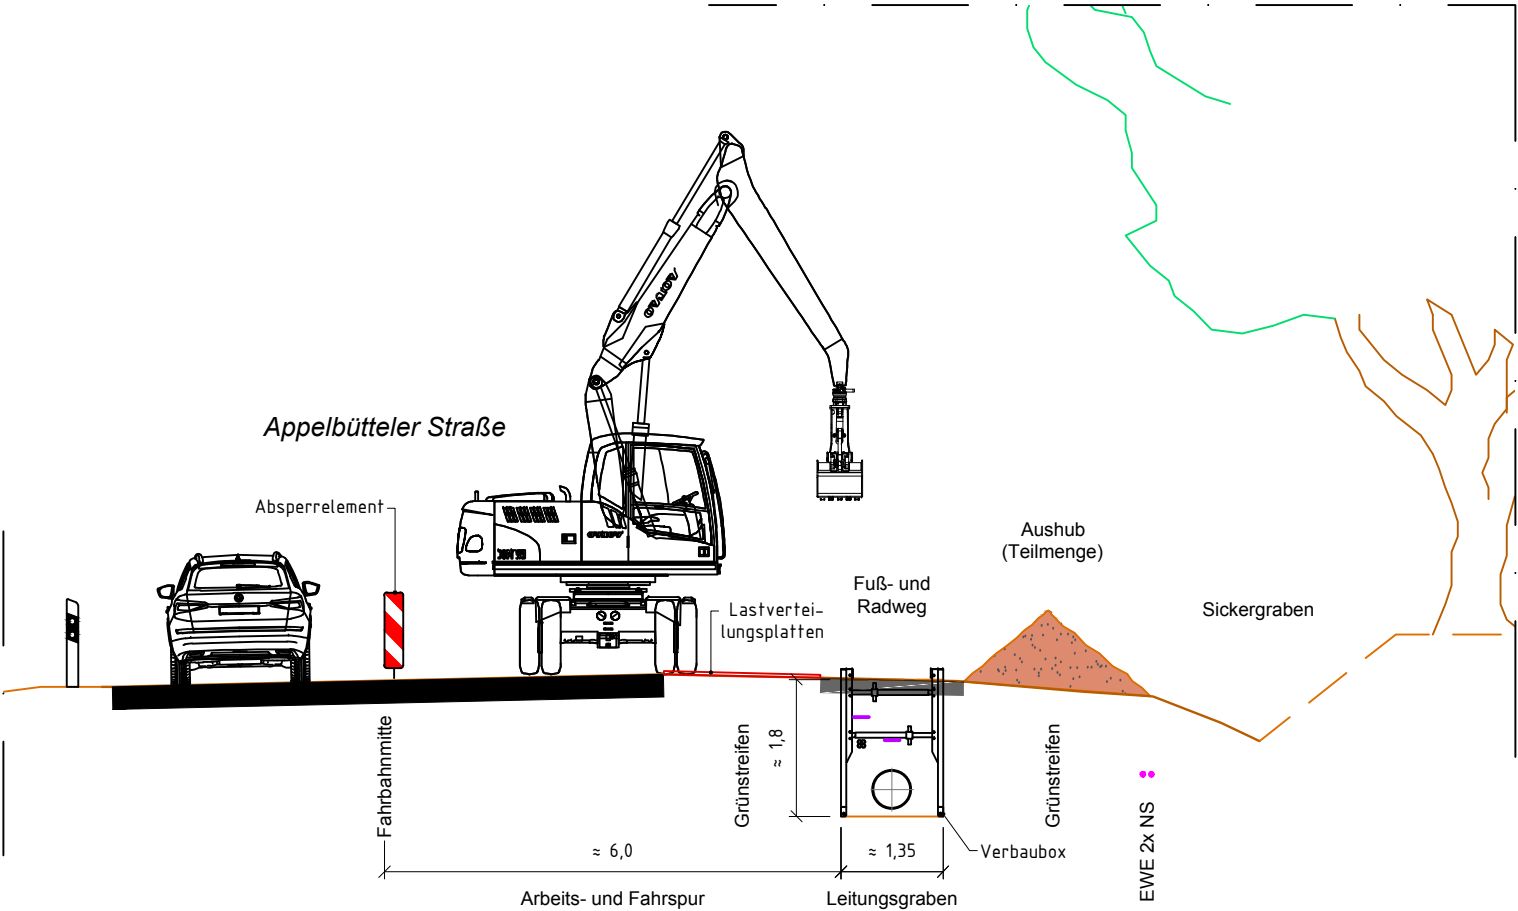 Appelbütteler Straße
Absperrelement
Aushub
(Teilmenge)
Fuß- und
Radweg
Sickergraben
Lastvertei-
lungsplatten
Fahrbahnmitte
Grünstreifen
≈ 1,8
Grünstreifen
EWE 2x NS
≈ 6,0
≈ 1,35
Verbaubox
Arbeits- und Fahrspur
Leitungsgraben